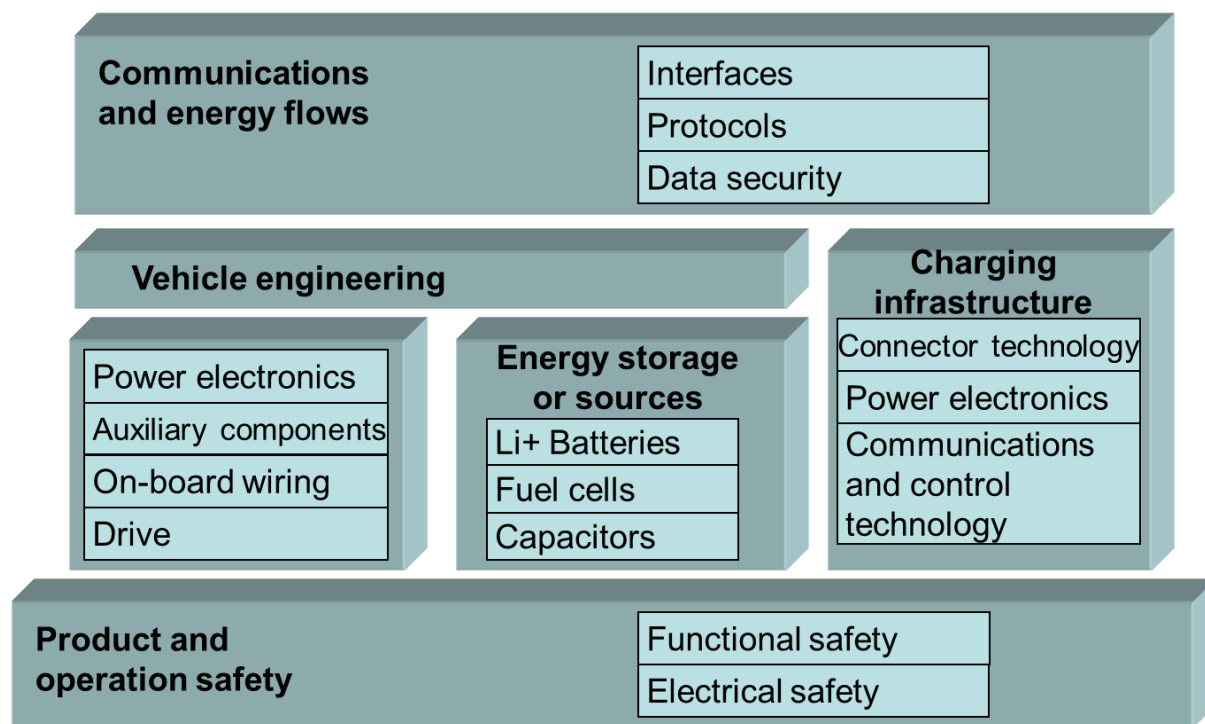 Communications
and energy flows
Interfaces
Protocols
Data security
Vehicle engineering
Charging
infrastructure
Connector technology
Power electronics
Communications
and control
technology
Power electronics
Auxiliary components
On-board wiring
Drive
Energy storage
or sources
Li+ Batteries
Fuel cells
Capacitors
Product and
operation safety
Functional safety
Electrical safety